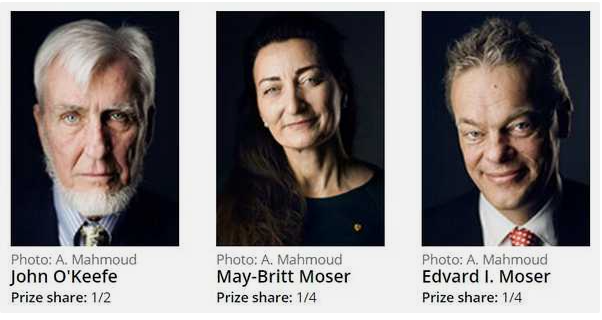 Photo: A. Mahmoud
John O'Keefe
Prize share: 1/2
Photo: A. Mahmoud
May-Britt Moser
Prize share: 1/4
Photo: A. Mahmoud
Edvard I. Moser
Prize share: 1/4